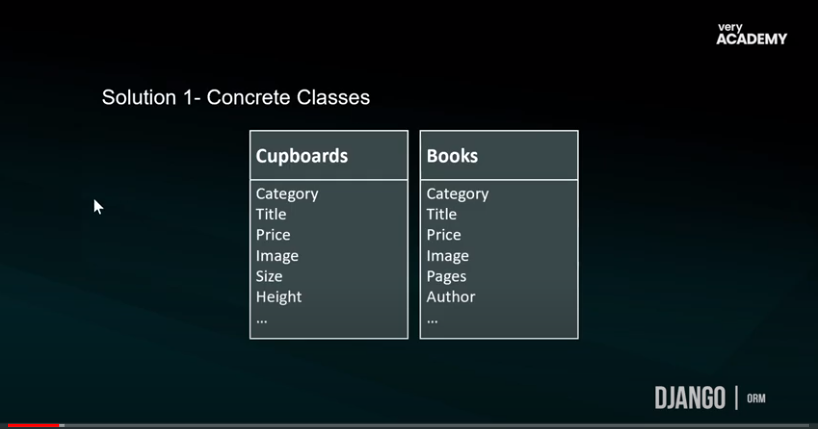 very
ACADEMY
Solution 1- Concrete Classes
Cupboards
Category
Title
Price
Image
Size
Height
...
Books
Category
Title
Price
Image
Pages
Author
...
DJANGO | ORM